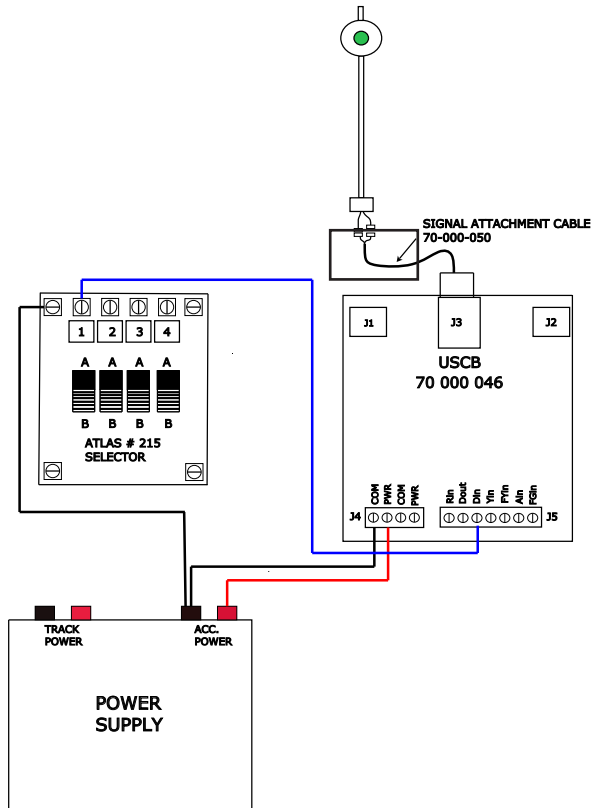 SIGNAL ATTACHMENT CABLE
70-000-050
J1
J3
J2
USCB
70 000 046
1 2 3 4
A A A A
B B B B
ATLAS # 215
SELECTOR
COM PWR COM PWR
Rin Dout Din Yin FYin Ain FGin
J4
J5
TRACK
POWER
ACC.
POWER
POWER
SUPPLY